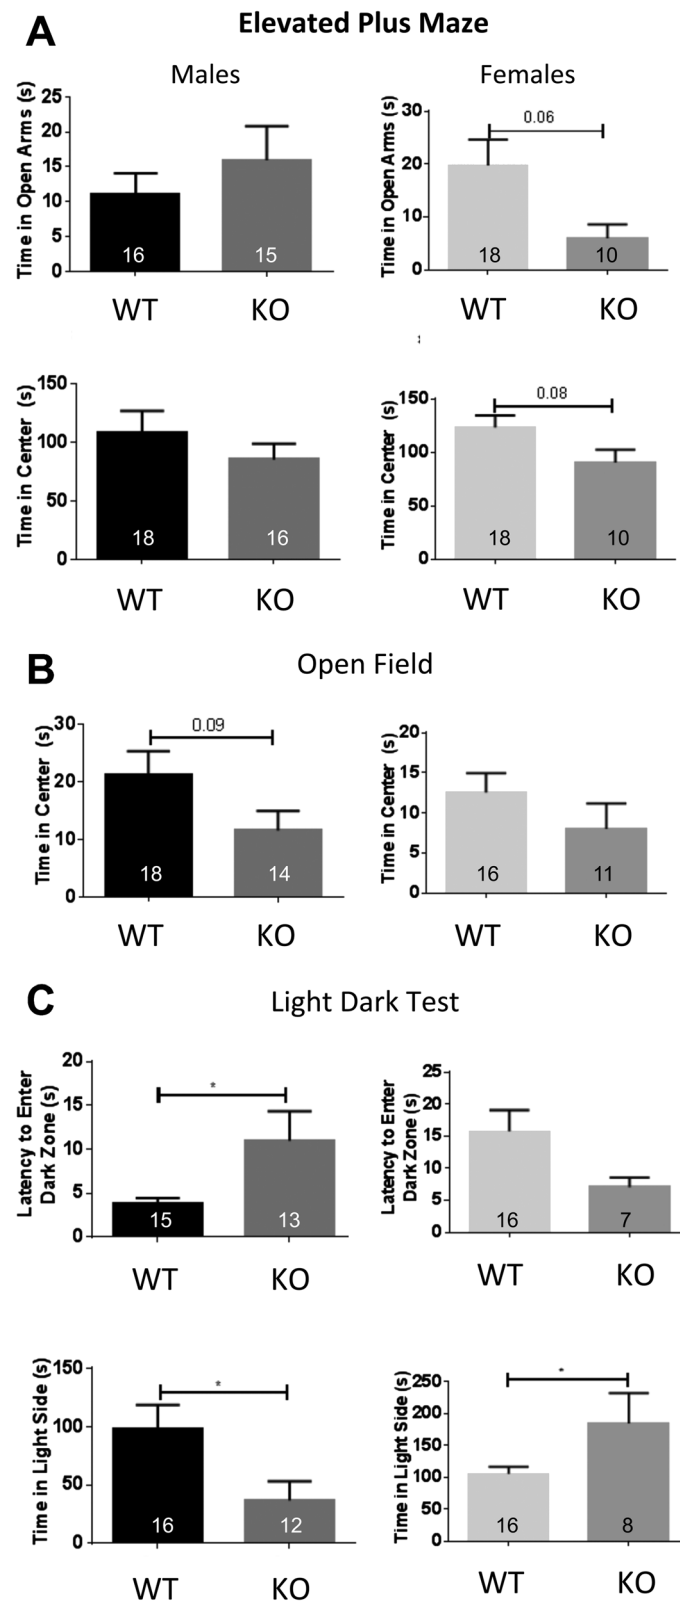 A Elevated Plus Maze
Males Females
Time in Open Arms (s) 25 20 15 10 5 0 16 15 WT KO
Time in Open Arms (s) 30 20 10 0 0.06 18 10 WT KO
Time in Center (s) 150 100 50 0 18 16 WT KO
Time in Center (s) 150 100 50 0 0.08 18 10 WT KO
B Open Field
Time in Center (s) 30 20 10 0 0.09 18 14 WT KO
Time in Center (s) 20 15 10 5 0 16 11 WT KO
C Light Dark Test
Latency to Enter
Dark Zone (s) 20 15 10 5 0 * 15 13 WT KO
Latency to Enter
Dark Zone (s) 25 20 15 10 5 0 16 7 WT KO
Time in Light Side (s) 150 100 50 0 * 16 12 WT KO
Time in Light Side (s) 250 200 150 100 50 0 * 16 8 WT KO